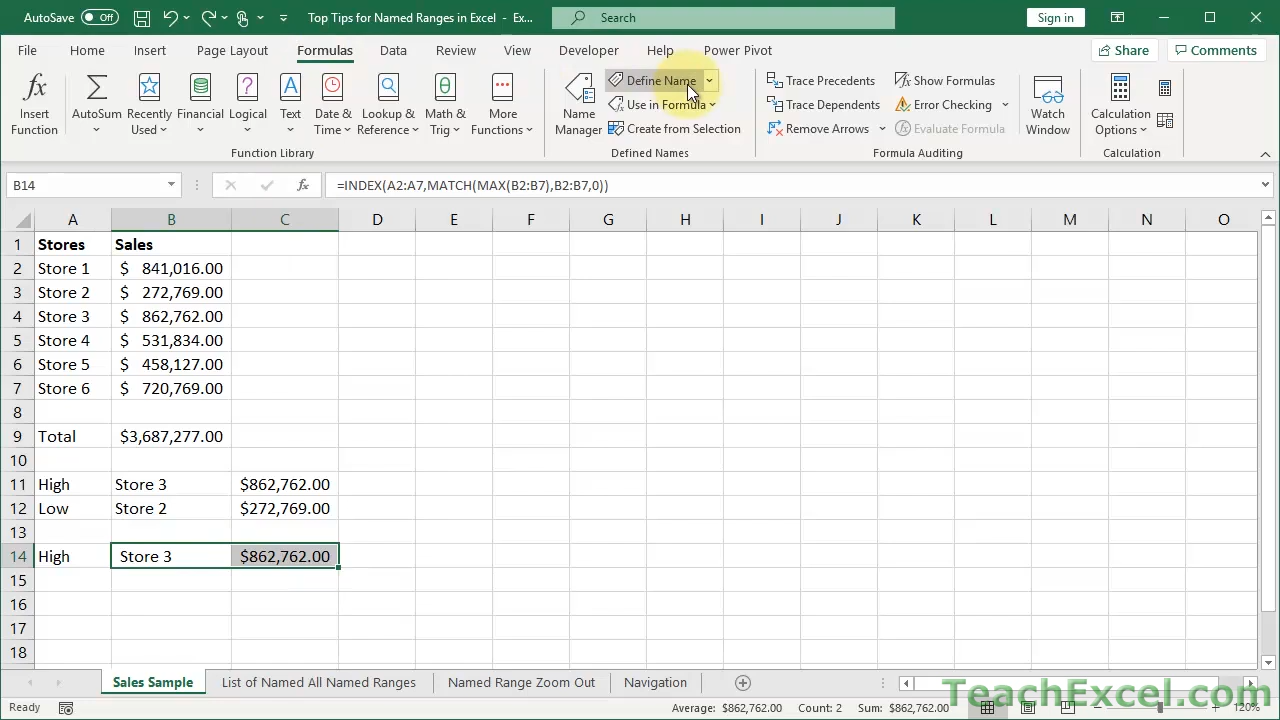 AutoSave Off Top Tips for Named Ranges in Excel - Exc... Search Sign in
File Home Insert Page Layout Formulas Data Review View Developer Help Power Pivot Share Comments
Insert Function
AutoSum
Recently Used
Financial
Logical
Text
Date & Time
Lookup & Reference
Math & Trig
More Functions
Function Library
Name Manager
Define Name
Use in Formula
Create from Selection
Defined Names
Trace Precedents
Trace Dependents
Remove Arrows
Show Formulas
Error Checking
Evaluate Formula
Formula Auditing
Watch Window
Calculation Options
Calculation
B14 fx =INDEX(A2:A7,MATCH(MAX(B2:B7),B2:B7,0))
A B C D E F G H I J K L M N O
1 Stores Sales
2 Store 1 $ 841,016.00
3 Store 2 $ 272,769.00
4 Store 3 $ 862,762.00
5 Store 4 $ 531,834.00
6 Store 5 $ 458,127.00
7 Store 6 $ 720,769.00
8
9 Total $3,687,277.00
10
11 High Store 3 $862,762.00
12 Low Store 2 $272,769.00
13
14 High Store 3 $862,762.00
15
16
17
18
Sales Sample List of Named All Named Ranges Named Range Zoom Out Navigation
Ready Average: $862,762.00 Count: 2 Sum: $862,762.00 120%
TeachExcel.com